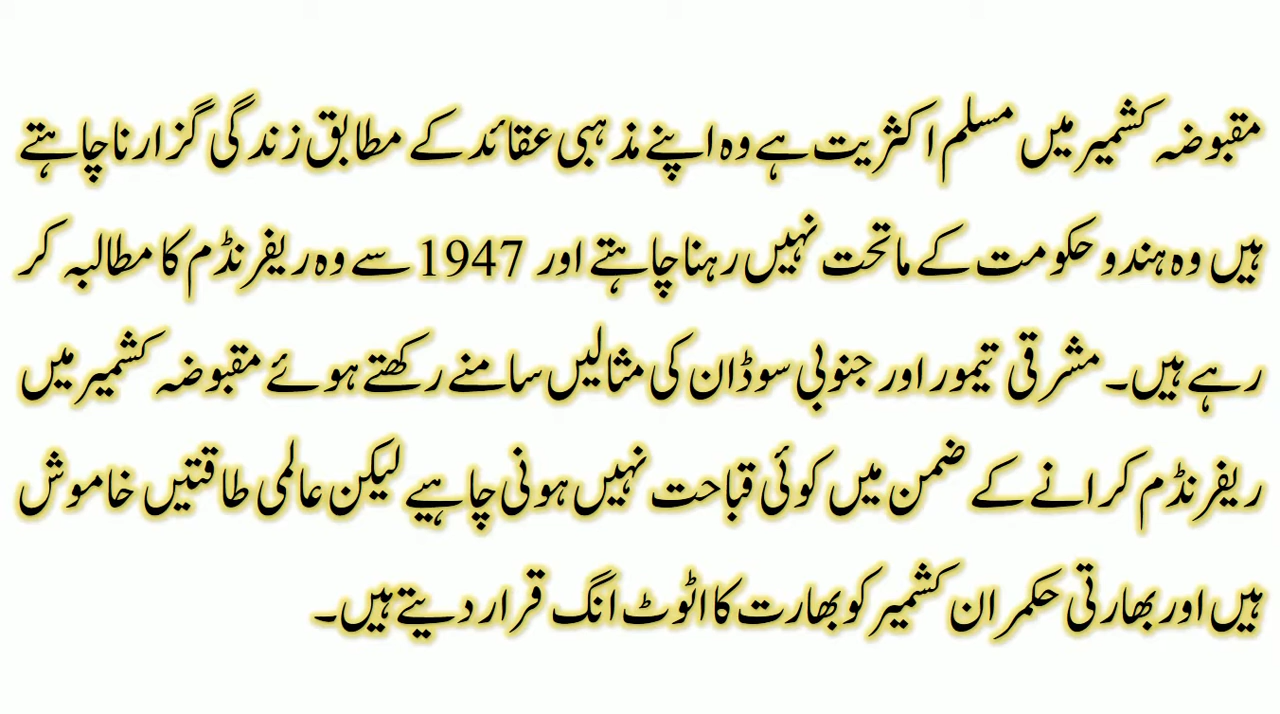 مقبوضہ کشمیر میں مسلم اکثریت ہے وہ اپنے مذہبی عقائد کے مطابق زندگی گزارنا چاہتے
ہیں وہ ہندو حکومت کے ماتحت نہیں رہنا چاہتے اور 1947 سے وہ ریفرنڈم کا مطالبہ کر
رہے ہیں۔ مشرقی تیمور اور جنوبی سوڈان کی مثالیں سامنے رکھتے ہوئے مقبوضہ کشمیر میں
ریفرنڈم کرانے کے ضمن میں کوئی قباحت نہیں ہونی چاہیے لیکن عالمی طاقتیں خاموش
ہیں اور بھارتی حکمران کشمیر کو بھارت کا اٹوٹ انگ قرار دیتے ہیں۔